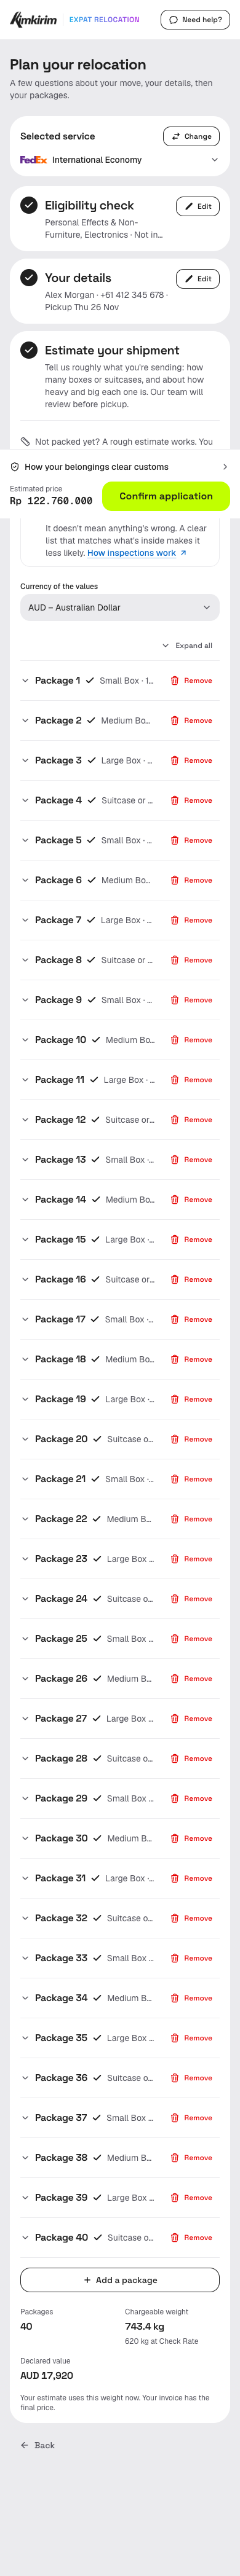 Kimkirim EXPAT RELOCATION Need help?
Plan your relocation
A few questions about your move, your details, then
your packages.
Selected service Change
FedEx International Economy
Eligibility check Edit
Personal Effects & Non-
Furniture, Electronics · Not in...
Your details Edit
Alex Morgan · +61 412 345 678 ·
Pickup Thu 26 Nov
Estimate your shipment
Tell us roughly what you're sending: how
many boxes or suitcases, and about how
heavy and big each one is. Our team will
review before pickup.
Not packed yet? A rough estimate works. You
How your belongings clear customs
Estimated price
Rp 122.760.000
Confirm application
It doesn't mean anything's wrong. A clear
list that matches what's inside makes it
less likely. How inspections work
Currency of the values
AUD – Australian Dollar
Expand all
Package 1 Small Box · 1... Remove
Package 2 Medium Bo... Remove
Package 3 Large Box · ... Remove
Package 4 Suitcase or ... Remove
Package 5 Small Box · ... Remove
Package 6 Medium Bo... Remove
Package 7 Large Box · ... Remove
Package 8 Suitcase or ... Remove
Package 9 Small Box · ... Remove
Package 10 Medium Bo... Remove
Package 11 Large Box · ... Remove
Package 12 Suitcase or... Remove
Package 13 Small Box ·... Remove
Package 14 Medium Bo... Remove
Package 15 Large Box ·... Remove
Package 16 Suitcase or... Remove
Package 17 Small Box ·... Remove
Package 18 Medium Bo... Remove
Package 19 Large Box ·... Remove
Package 20 Suitcase o... Remove
Package 21 Small Box ·... Remove
Package 22 Medium B... Remove
Package 23 Large Box ... Remove
Package 24 Suitcase o... Remove
Package 25 Small Box ... Remove
Package 26 Medium B... Remove
Package 27 Large Box ... Remove
Package 28 Suitcase o... Remove
Package 29 Small Box ... Remove
Package 30 Medium B... Remove
Package 31 Large Box ·... Remove
Package 32 Suitcase o... Remove
Package 33 Small Box ... Remove
Package 34 Medium B... Remove
Package 35 Large Box ... Remove
Package 36 Suitcase o... Remove
Package 37 Small Box ... Remove
Package 38 Medium B... Remove
Package 39 Large Box ... Remove
Package 40 Suitcase o... Remove
Add a package
Packages Chargeable weight
40 743.4 kg
620 kg at Check Rate
Declared value
AUD 17,920
Your estimate uses this weight now. Your invoice has the
final price.
Back